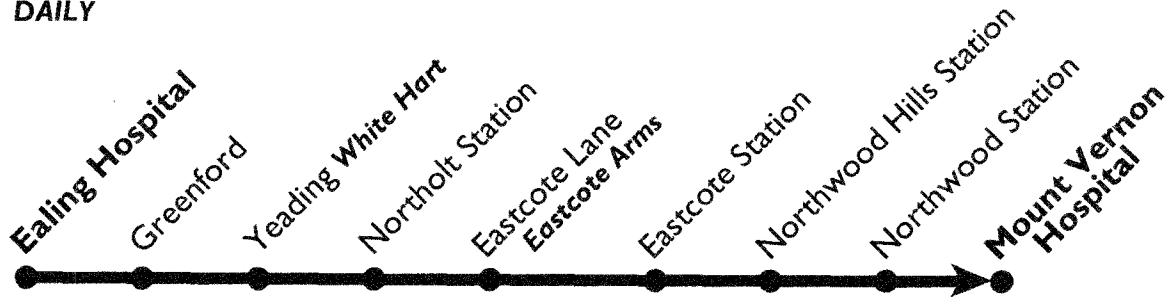 DAILY
Ealing Hospital
Greenford
Yeading White Hart
Northolt Station
Eastcote Lane
Eastcote Arms
Eastcote Station
Northwood Hills Station
Northwood Station
Mount Vernon
Hospital